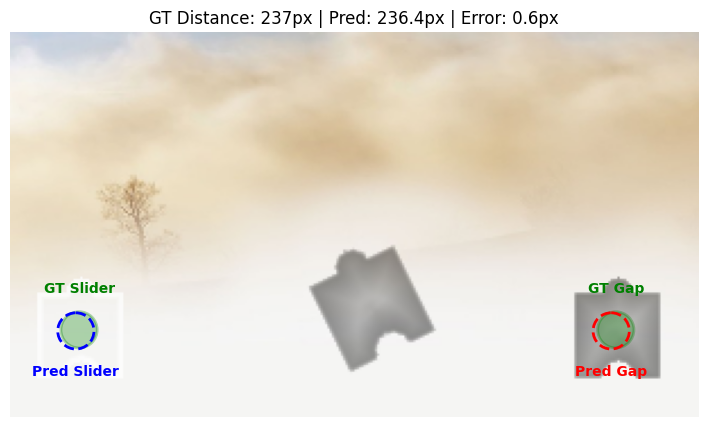 GT Distance: 237px | Pred: 236.4px | Error: 0.6px
GT Slider
GT Gap
Pred Slider
Pred Gap